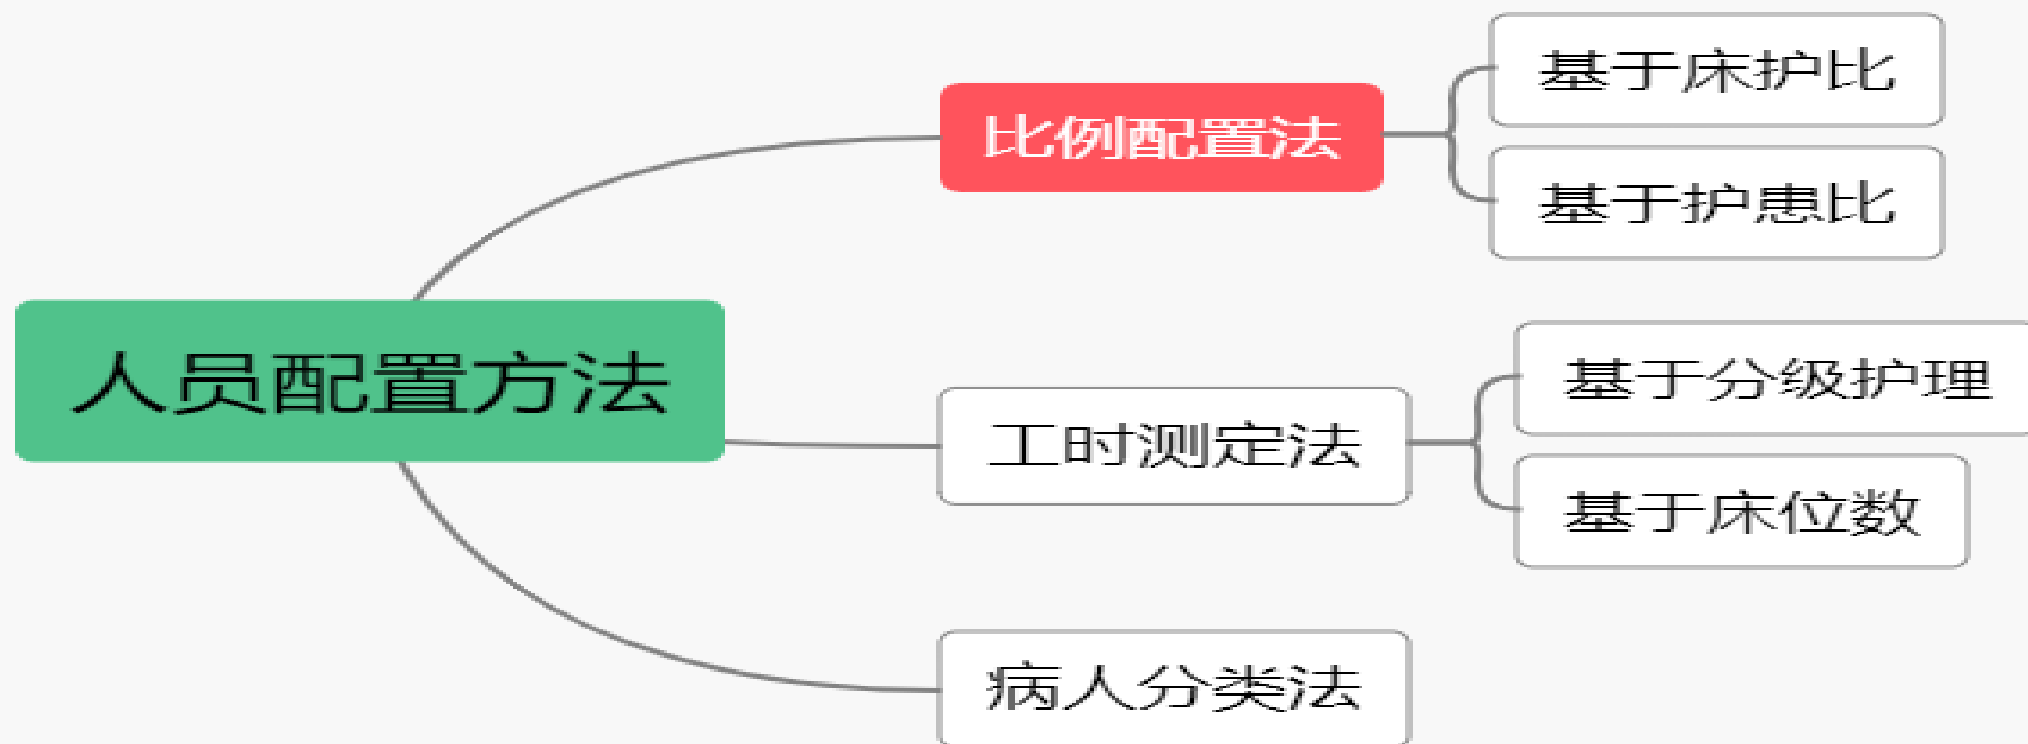 人员配置方法
比例配置法
基于床护比
基于护患比
工时测定法
基于分级护理
基于床位数
病人分类法